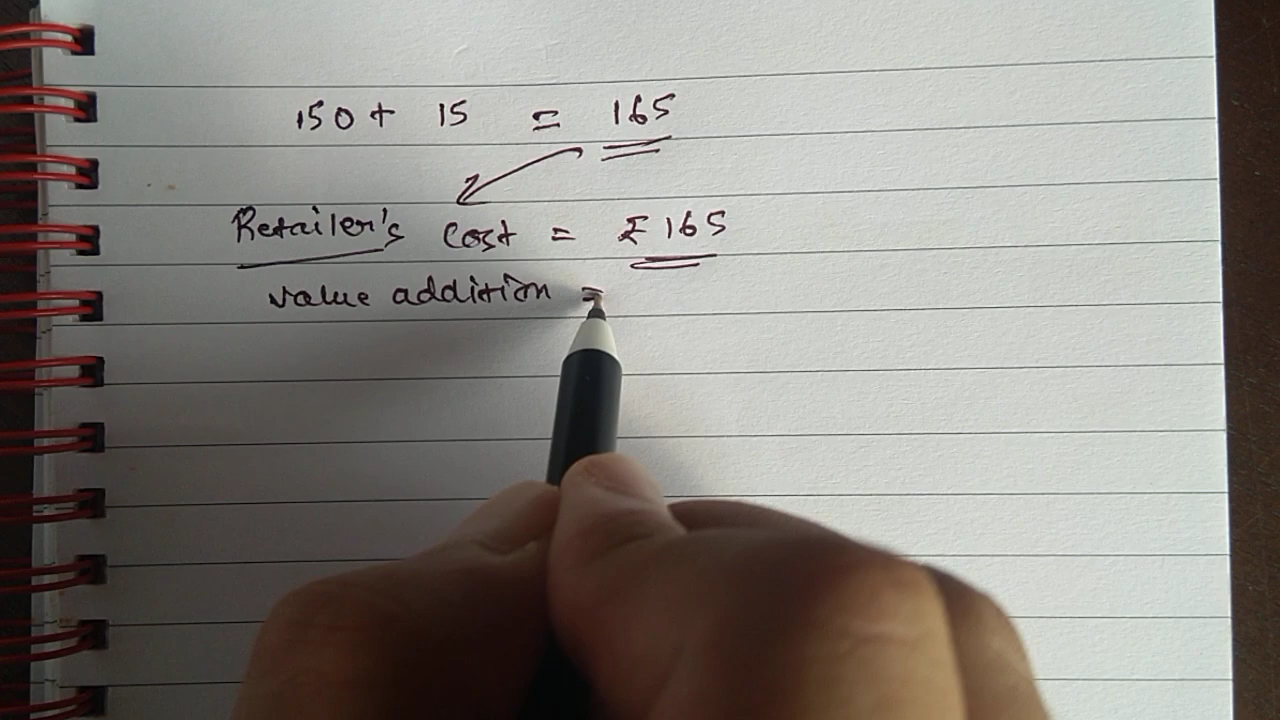 150 + 15 = 165
Retailer's cost = ₹165
value addition =